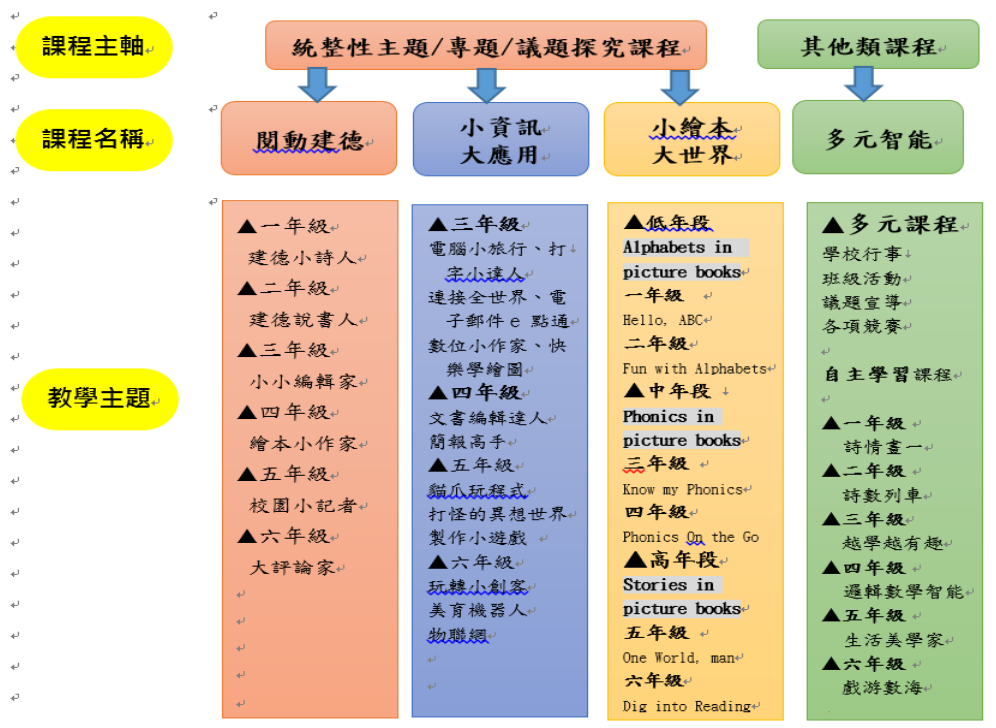 課程主軸
統整性主題/專題/議題探究課程
其他類課程
課程名稱
閱動建德
小資訊
大應用
小繪本
大世界
多元智能
教學主題
▲一年級
建德小詩人
▲二年級
建德說書人
▲三年級
小小編輯家
▲四年級
繪本小作家
▲五年級
校園小記者
▲六年級
大評論家
▲三年級
電腦小旅行、打
字小達人
連接全世界、電
子郵件e 點通
數位小作家、快
樂學繪圖
▲四年級
文書編輯達人
簡報高手
▲五年級
貓爪玩程式
打怪的異想世界
製作小遊戲
▲六年級
玩轉小創客
美育機器人
物聯網
▲低年段
Alphabets in
picture books
一年級
Hello, ABC
二年級
Fun with Alphabets
▲中年段
Phonics in
picture books
三年級
Know my Phonics
四年級
Phonics On the Go
▲高年段
Stories in
picture books
五年級
One World, man
六年級
Dig into Reading
▲多元課程
學校行事
班級活動
議題宣導
各項競賽
自主學習課程
▲一年級
詩情畫一
▲二年級
詩數列車
▲三年級
越學越有趣
▲四年級
邏輯數學智能
▲五年級
生活美學家
▲六年級
戲游數海